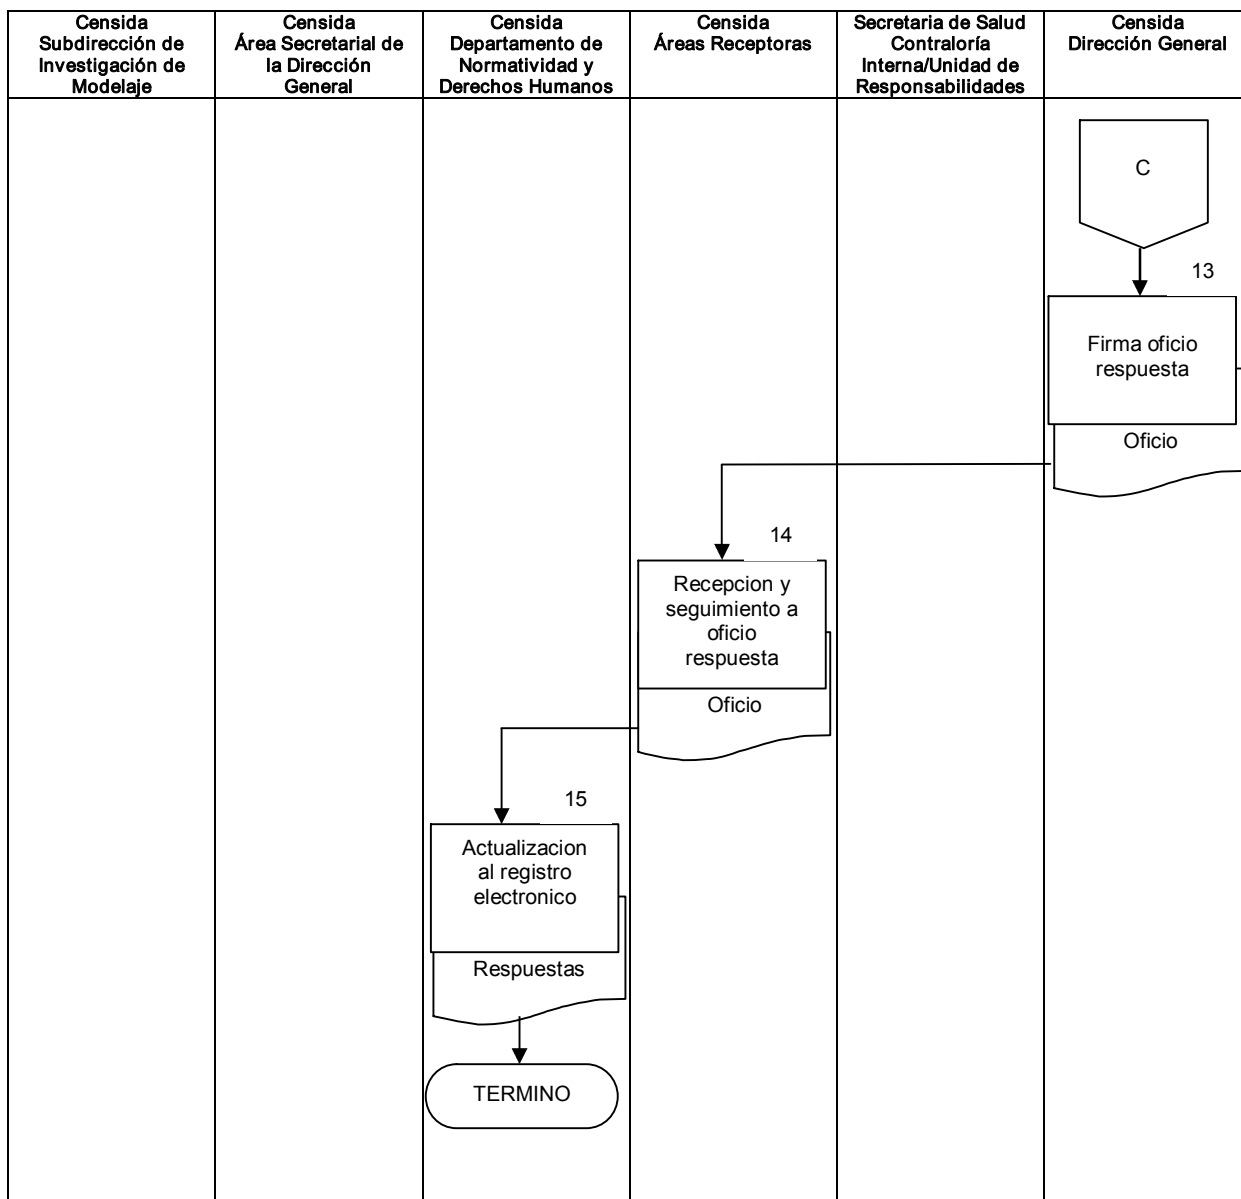 Censida
Subdirección de
Investigación de
Modelaje
Censida
Área Secretarial de
la Dirección
General
Censida
Departamento de
Normatividad y
Derechos Humanos
Censida
Áreas Receptoras
Secretaria de Salud
Contraloría
Interna/Unidad de
Responsabilidades
Censida
Dirección General
C
13
Firma oficio
respuesta
Oficio
14
Recepcion y
seguimiento a
oficio
respuesta
Oficio
15
Actualizacion
al registro
electronico
Respuestas
TERMINO